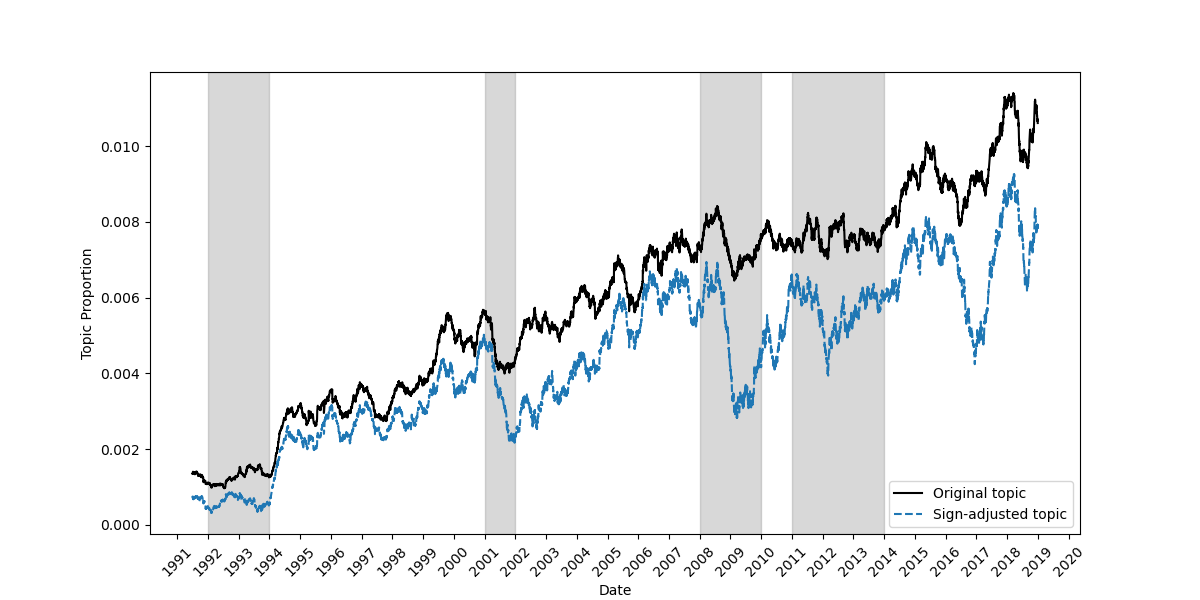 0.010
0.008
0.006
0.004
0.002
0.000
Topic Proportion
Original topic
Sign-adjusted topic
1991 1992 1993 1994 1995 1996 1997 1998 1999 2000 2001 2002 2003 2004 2005 2006 2007 2008 2009 2010 2011 2012 2013 2014 2015 2016 2017 2018 2019 2020
Date